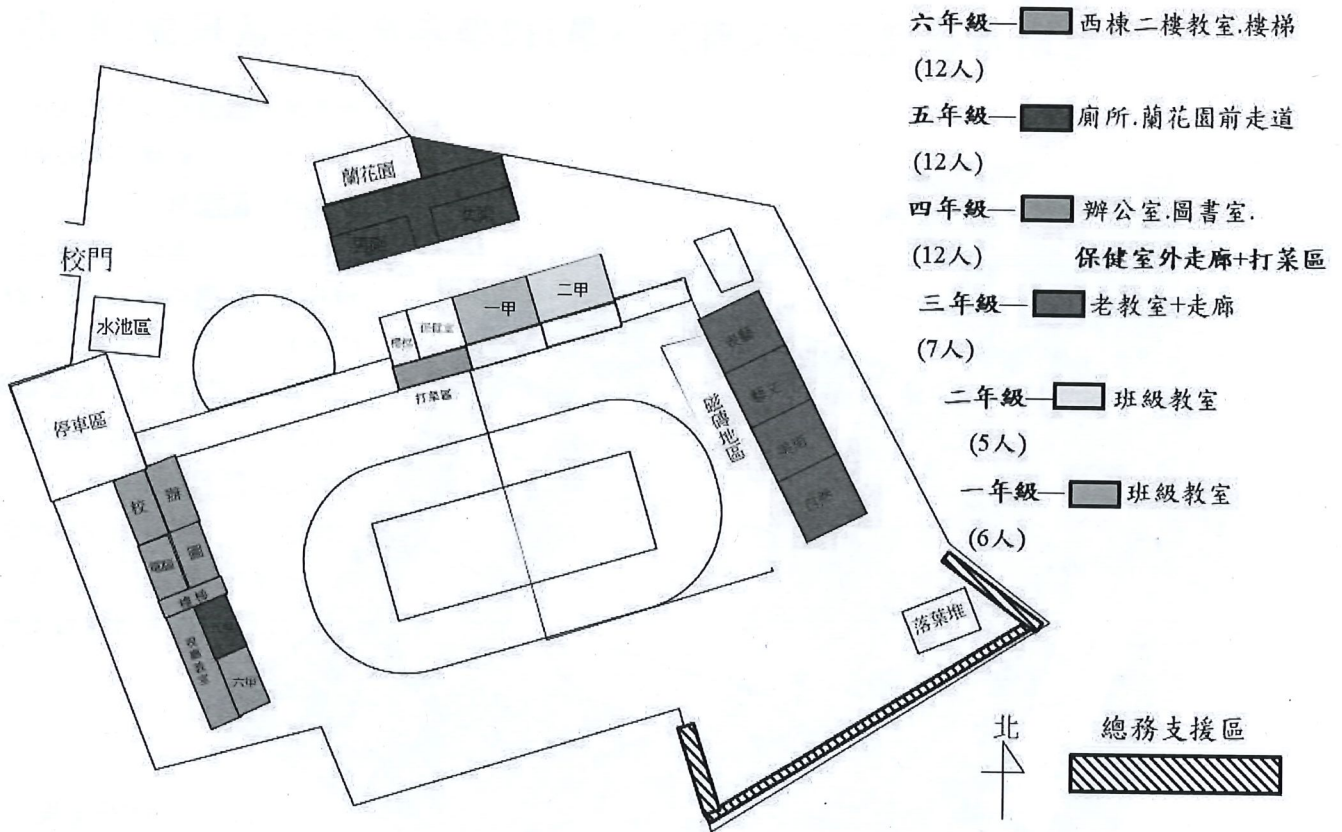 六年級— 西棟二樓教室.樓梯
(12人)
五年級— 廁所.蘭花園前走道
(12人)
四年級— 辦公室.圖書室.
(12人) 保健室外走廊+打菜區
三年級— 老教室+走廊
(7人)
二年級— 班級教室
(5人)
一年級— 班級教室
(6人)
蘭花園
校門
水池區
停車區
保健室
一甲
二甲
打菜區
校
辦
圖
樓梯
六甲
落葉堆
北
總務支援區